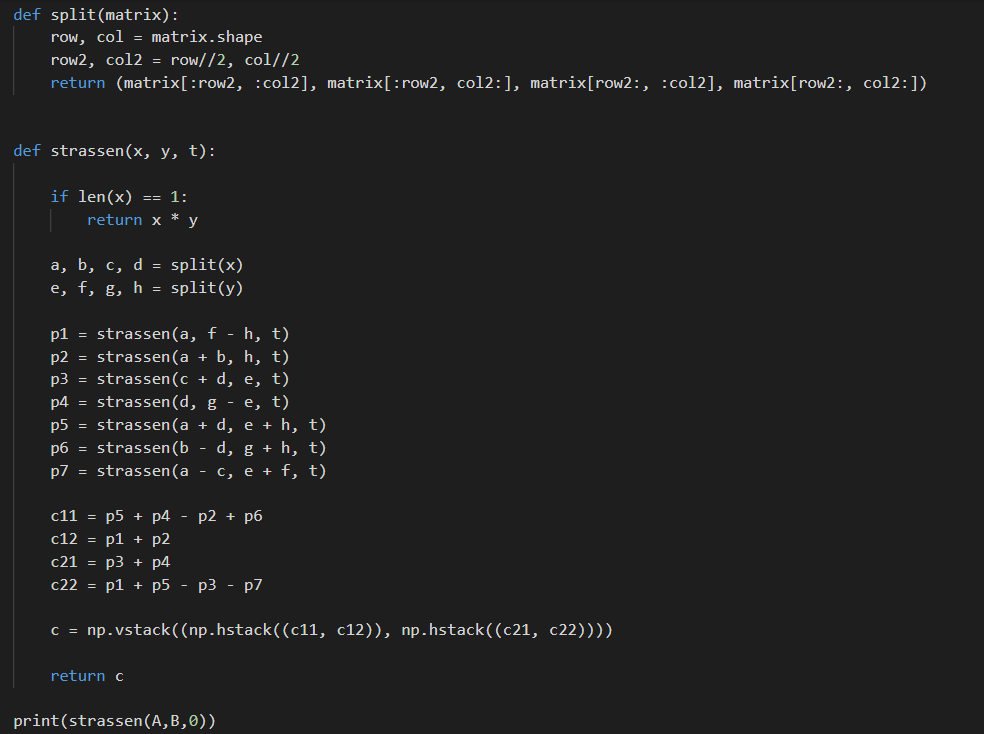 def split(matrix):
    row, col = matrix.shape
    row2, col2 = row//2, col//2
    return (matrix[:row2, :col2], matrix[:row2, col2:], matrix[row2:, :col2], matrix[row2:, col2:])
def strassen(x, y, t):
    if len(x) == 1:
        return x * y
    a, b, c, d = split(x)
    e, f, g, h = split(y)
    p1 = strassen(a, f - h, t)
    p2 = strassen(a + b, h, t)
    p3 = strassen(c + d, e, t)
    p4 = strassen(d, g - e, t)
    p5 = strassen(a + d, e + h, t)
    p6 = strassen(b - d, g + h, t)
    p7 = strassen(a - c, e + f, t)
    c11 = p5 + p4 - p2 + p6
    c12 = p1 + p2
    c21 = p3 + p4
    c22 = p1 + p5 - p3 - p7
    c = np.vstack((np.hstack((c11, c12)), np.hstack((c21, c22))))
    return c
print(strassen(A,B,0))